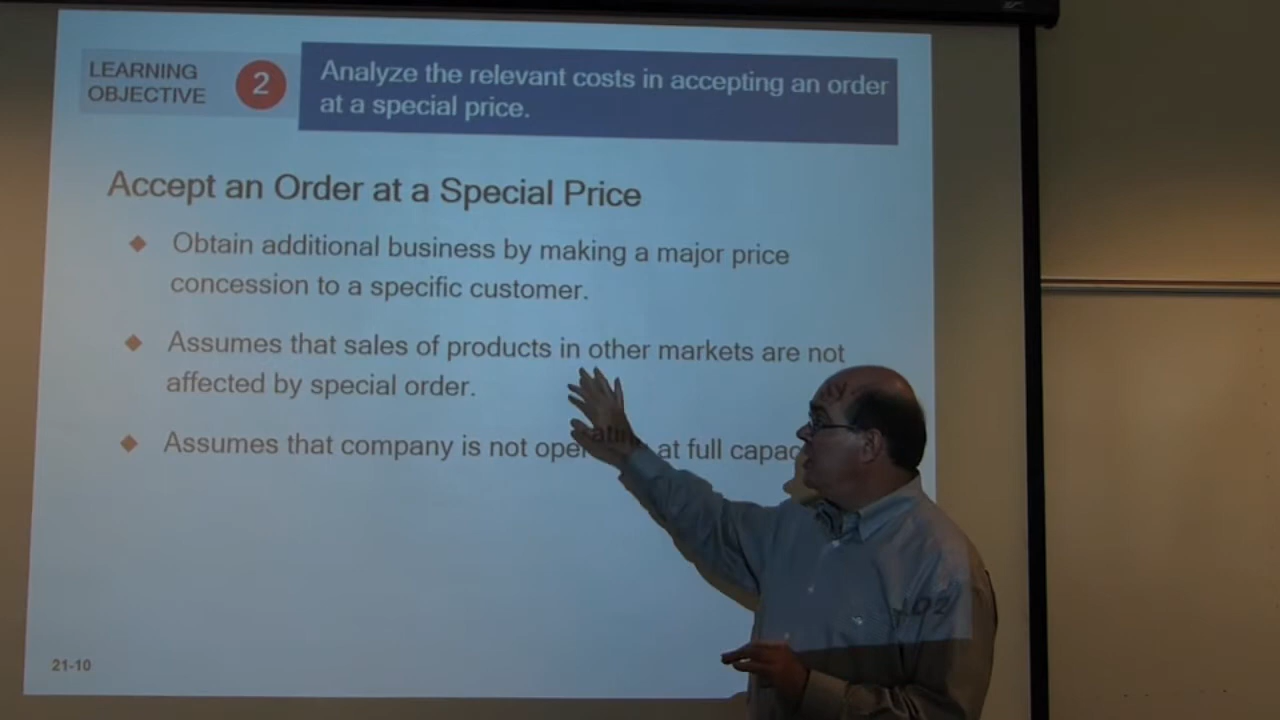 LEARNING
OBJECTIVE
2
Analyze the relevant costs in accepting an order
at a special price.
Accept an Order at a Special Price
Obtain additional business by making a major price
concession to a specific customer.
Assumes that sales of products in other markets are not
affected by special order.
Assumes that company is not operating at full
21-10